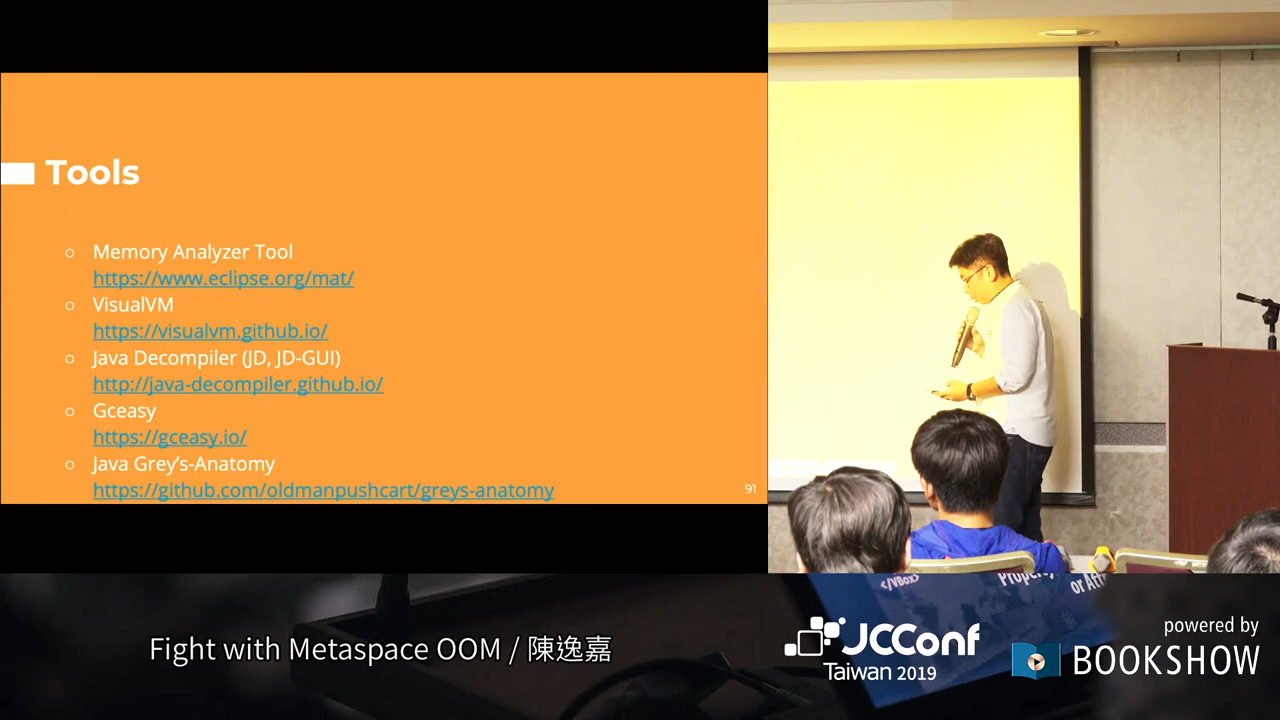 Tools
○ Memory Analyzer Tool
https://www.eclipse.org/mat/
○ VisualVM
https://visualvm.github.io/
○ Java Decompiler (JD, JD-GUI)
http://java-decompiler.github.io/
○ Gceasy
https://gceasy.io/
○ Java Grey’s-Anatomy
https://github.com/oldmanpushcart/greys-anatomy
91
</VBox>
or
Fight with Metaspace OOM / 陳逸嘉
JCConf
Taiwan 2019
powered by
BOOKSHOW